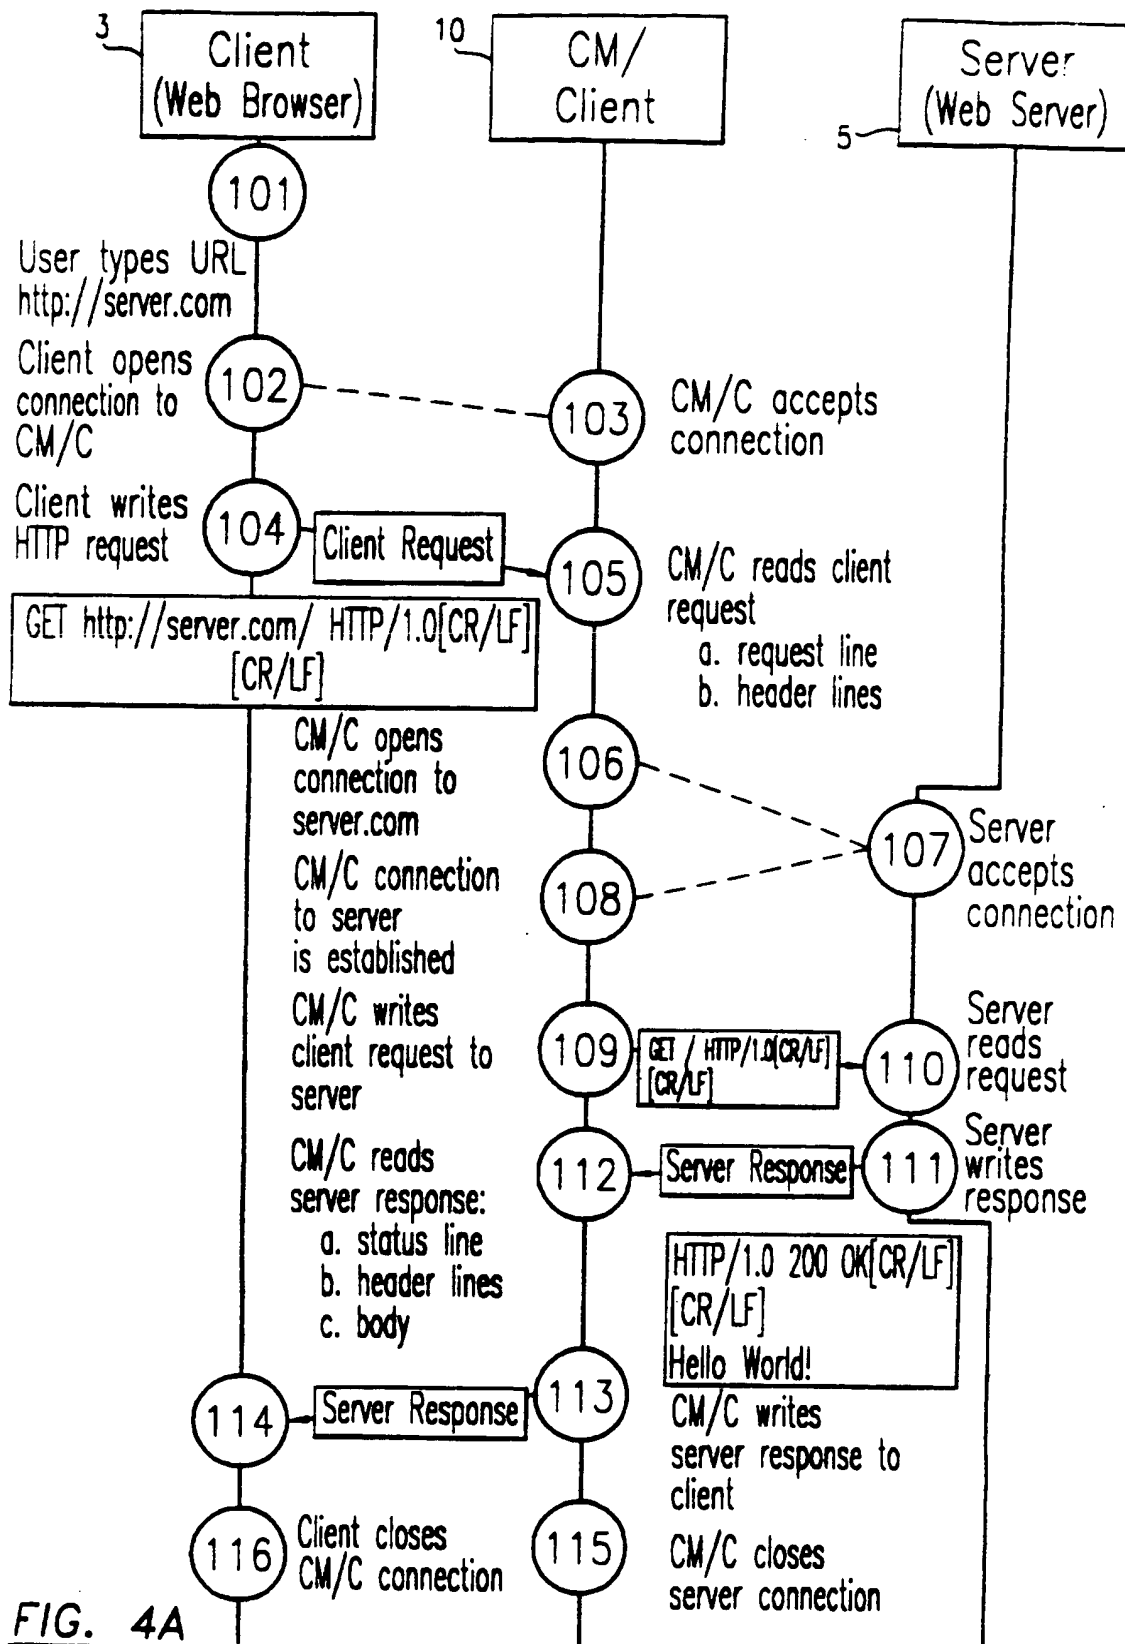 3
Client
(Web Browser)
10
CM/
Client
5
Server
(Web Server)
101
User types URL
http://server.com
Client opens
connection to
CM/C
102
103
CM/C accepts
connection
Client writes
HTTP request
104
Client Request
105
CM/C reads client
request
a. request line
b. header lines
GET http://server.com/ HTTP/1.0[CR/LF]
[CR/LF]
CM/C opens
connection to
server.com
106
107
Server
accepts
connection
CM/C connection
to server
is established
108
CM/C writes
client request to
server
109
GET / HTTP/1.0[CR/LF]
[CR/LF]
110
Server
reads
request
CM/C reads
server response:
a. status line
b. header lines
c. body
112
Server Response
111
Server
writes
response
HTTP/1.0 200 OK[CR/LF]
[CR/LF]
Hello World!
114
Server Response
113
CM/C writes
server response to
client
116
Client closes
CM/C connection
115
CM/C closes
server connection
FIG. 4A